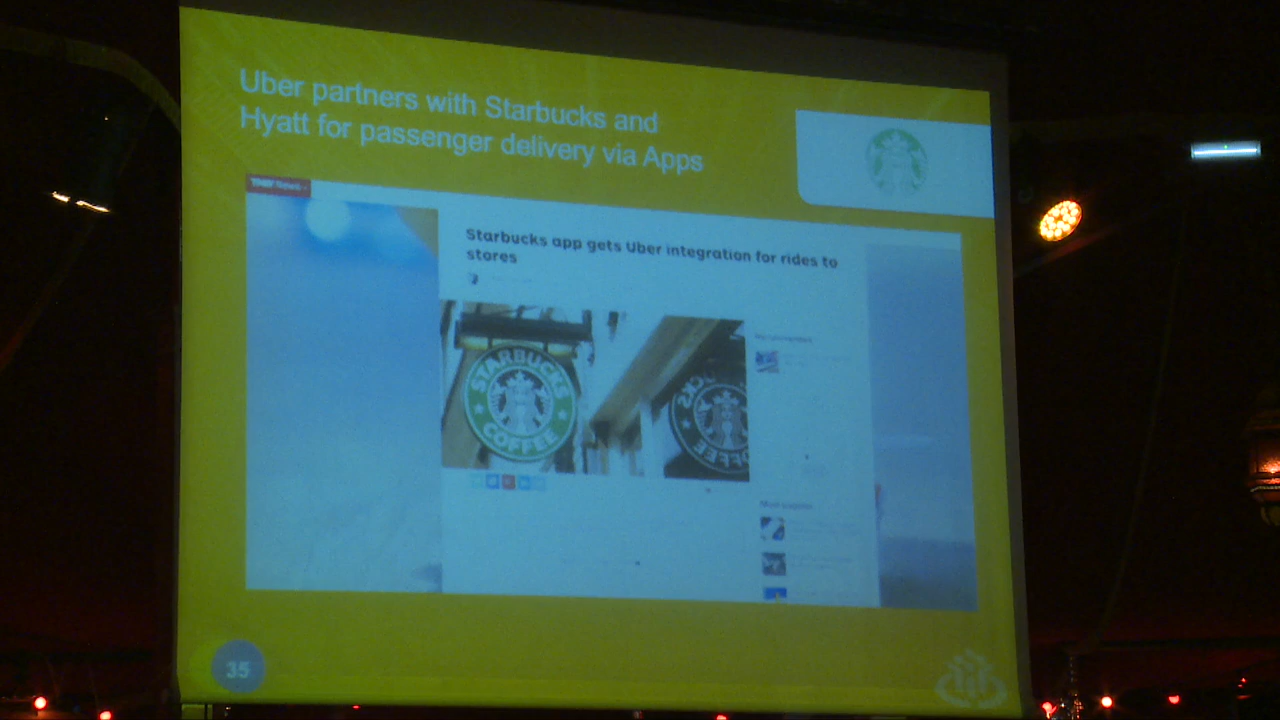 Uber partners with Starbucks and
Hyatt for passenger delivery via Apps
News
Starbucks app gets Uber integration for rides to
stores
STARBUCKS
COFFEE
35